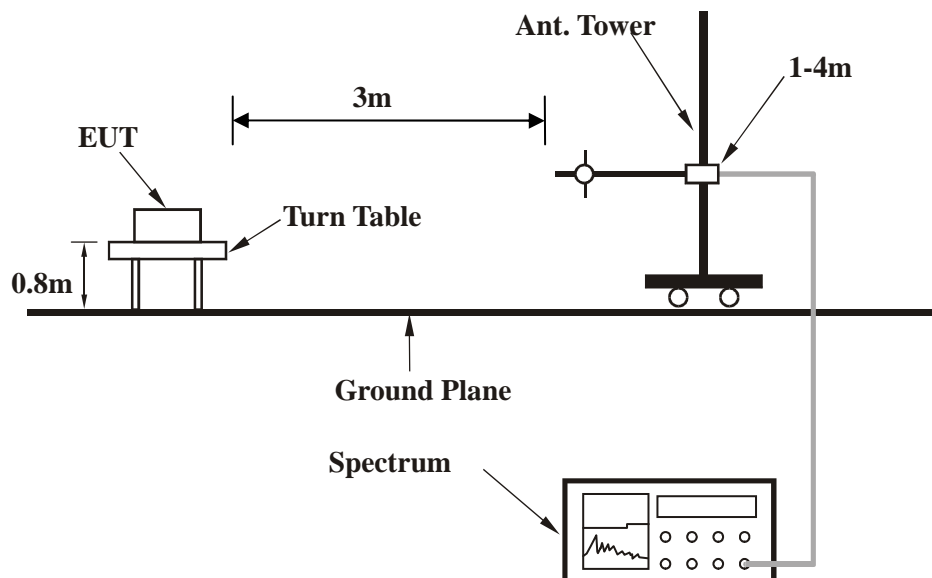 Ant. Tower
1-4m
3m
EUT
Turn Table
0.8m
Ground Plane
Spectrum